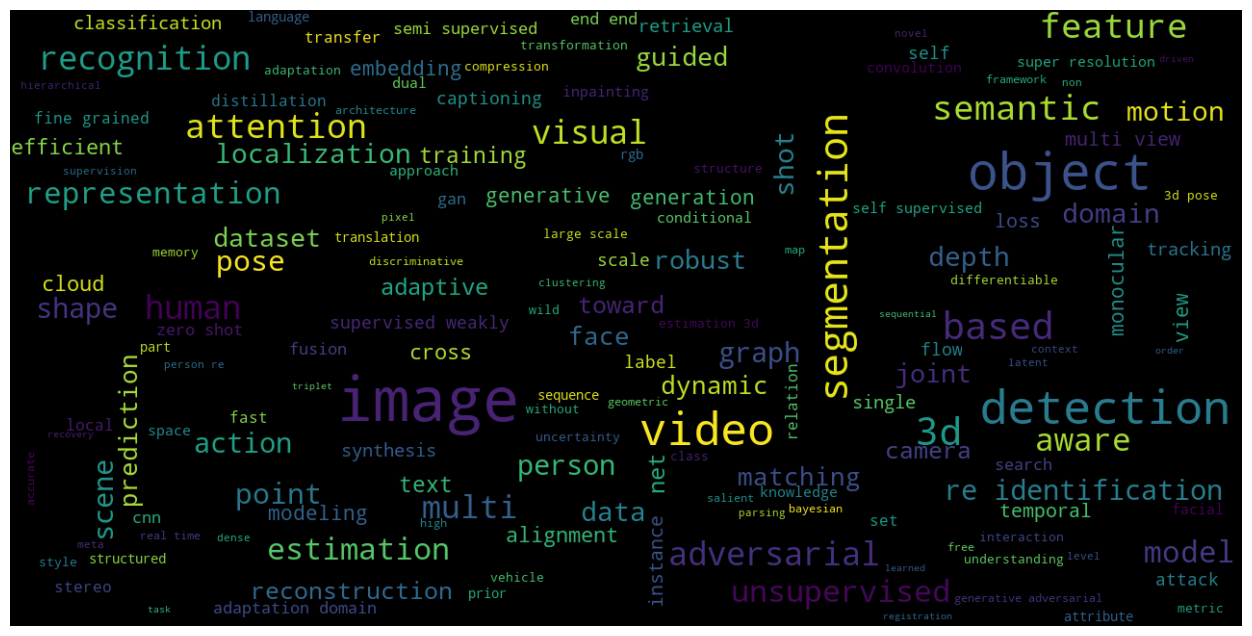 classification
language
transfer
semi supervised
end end
retrieval
transformation
recognition
adaptation
embedding
compression
guided
novel
self
convolution
feature
super resolution
driven
hierarchical
dual
framework
non
distillation
architecture
captioning
inpainting
fine grained
attention
visual
semantic
motion
efficient
localization
training
rgb
shot
segmentation
multi view
supervision
approach
structure
object
representation
gan
generative
generation
conditional
self supervised
loss
domain
3d pose
pixel
dataset
translation
large scale
map
memory
pose
discriminative
scale
robust
depth
monocular
tracking
cloud
adaptive
clustering
differentiable
shape
human
wild
toward
view
zero shot
supervised weakly
estimation 3d
sequential
based
face
part
fusion
cross
label
graph
flow
context
order
person re
prediction
latent
joint
triplet
image
sequence
dynamic
relation
without
geometric
single
object
fast
local
recovery
space
action
uncertainty
video
3d
detection
aware
synthesis
class
camera
accurate
scene
person
net
matching
search
point
text
multi
data
salient
knowledge
re identification
modeling
cnn
high
parsing
bayesian
set
temporal
facial
meta
real time
dense
alignment
instance
interaction
style
structured
estimation
adversarial
free
understanding
level
model
stereo
vehicle
learned
attack
reconstruction
prior
unsupervised
generative adversarial
task
adaptation domain
registration
attribute
metric